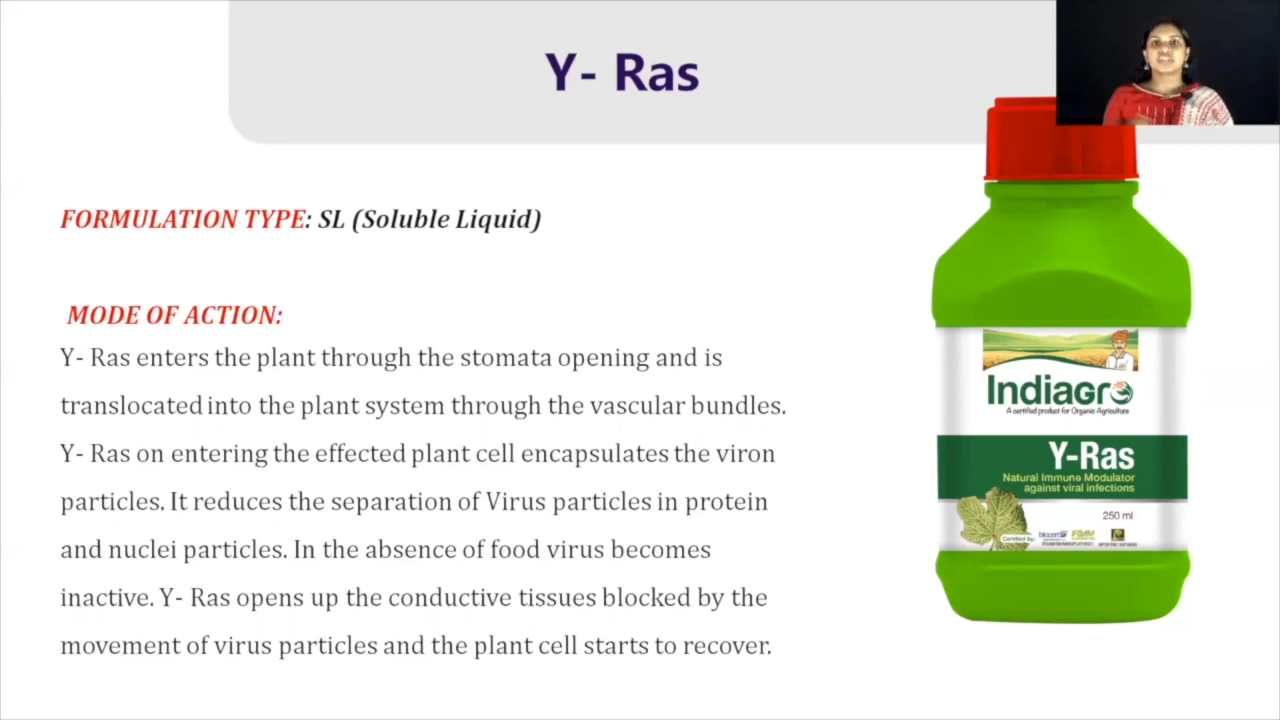 Y- Ras
FORMULATION TYPE: SL (Soluble Liquid)
MODE OF ACTION:
Y- Ras enters the plant through the stomata opening and is
translocated into the plant system through the vascular bundles.
Y- Ras on entering the effected plant cell encapsulates the viron
particles. It reduces the separation of Virus particles in protein
and nuclei particles. In the absence of food virus becomes
inactive. Y- Ras opens up the conductive tissues blocked by the
movement of virus particles and the plant cell starts to recover.
Indiagro
A certified product for Organic Agriculture
Y-Ras
Natural Immune Modulator
against viral infections
250 ml
Certified by:
biocert